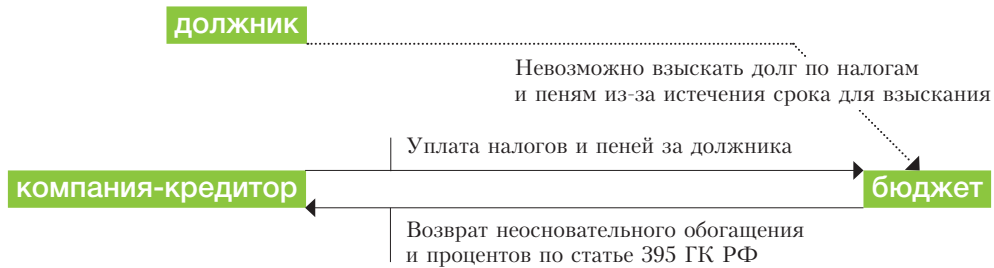 должник
Невозможно взыскать долг по налогам
и пеням из-за истечения срока для взыскания
Уплата налогов и пеней за должника
компания-кредитор
бюджет
Возврат неосновательного обогащения
и процентов по статье 395 ГК РФ